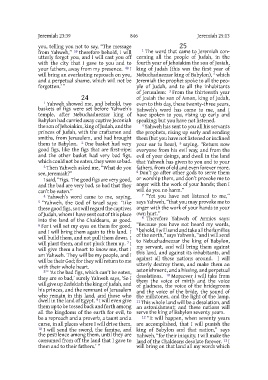 Jeremiah 23:39
846
Jeremiah 25:13
you, telling you not to say, “The message
from Yahweh,” 39 therefore behold, I will
utterly forget you, and I will cast you off
with the city that I gave to you and to
your fathers, away from my presence. 40 I
will bring an everlasting reproach on you,
and a perpetual shame, which will not be
forgotten.’”
24
1 Yahweh showed me, and behold, two
baskets of figs were set before Yahweh’s
temple, after Nebuchadnezzar king of
Babylon had carried away captive Jeconiah
the son of Jehoiakim, king of Judah, and the
princes of Judah, with the craftsmen and
smiths, from Jerusalem, and had brought
them to Babylon. 2 One basket had very
good figs, like the figs that are first-ripe;
and the other basket had very bad figs,
which could not be eaten, they were so bad.
3 Then Yahweh asked me, “What do you
see, Jeremiah?”
I said, “Figs. The good figs are very good,
and the bad are very bad, so bad that they
can’t be eaten.”
4 Yahweh’s word came to me, saying,
5 “Yahweh, the God of Israel says: ‘Like
these good figs, so I will regard the captives
of Judah, whom I have sent out of this place
into the land of the Chaldeans, as good.
6 For I will set my eyes on them for good,
and I will bring them again to this land. I
will build them, and not pull them down. I
will plant them, and not pluck them up. 7 I
will give them a heart to know me, that I
am Yahweh. They will be my people, and I
will be their God; for they will return to me
with their whole heart.
8 “‘As the bad figs, which can’t be eaten,
they are so bad,’ surely Yahweh says, ‘So I
will give up Zedekiah the king of Judah, and
his princes, and the remnant of Jerusalem
who remain in this land, and those who
dwell in the land of Egypt. 9 I will even give
them up to be tossed back and forth among
all the kingdoms of the earth for evil, to
be a reproach and a proverb, a taunt and a
curse, in all places where I will drive them.
10 I will send the sword, the famine, and
the pestilence among them, until they are
consumed from off the land that I gave to
them and to their fathers.’”
25
1 The word that came to Jeremiah con-
cerning all the people of Judah, in the
fourth year of Jehoiakim the son of Josiah,
king of Judah (this was the first year of
Nebuchadnezzar king of Babylon), 2 which
Jeremiah the prophet spoke to all the peo-
ple of Judah, and to all the inhabitants
of Jerusalem: 3 From the thirteenth year
of Josiah the son of Amon, king of Judah,
even to this day, these twenty-three years,
Yahweh’s word has come to me, and I
have spoken to you, rising up early and
speaking; but you have not listened.
4 Yahweh has sent to you all his servants
the prophets, rising up early and sending
them (but you have not listened or inclined
your ear to hear), 5 saying, “Return now
everyone from his evil way, and from the
evil of your doings, and dwell in the land
that Yahweh has given to you and to your
fathers, from of old and even forever more.
6 Don’t go after other gods to serve them
or worship them, and don’t provoke me to
anger with the work of your hands; then I
will do you no harm.”
7 “Yet you have not listened to me,”
says Yahweh, “that you may provoke me to
anger with the work of your hands to your
own hurt.”
8 Therefore Yahweh of Armies says:
“Because you have not heard my words,
9 behold, I will send and take all the families
of the north,” says Yahweh, “and I will send
to Nebuchadnezzar the king of Babylon,
my servant, and will bring them against
this land, and against its inhabitants, and
against all these nations around. I will
utterly destroy them, and make them an
astonishment, and a hissing, and perpetual
desolations. 10 Moreover I will take from
them the voice of mirth and the voice
of gladness, the voice of the bridegroom
and the voice of the bride, the sound of
the millstones, and the light of the lamp.
11 This whole land will be a desolation, and
an astonishment; and these nations will
serve the king of Babylon seventy years.
12 “It will happen, when seventy years
are accomplished, that I will punish the
king of Babylon and that nation,” says
Yahweh, “for their iniquity. I will make the
land of the Chaldeans desolate forever. 13 I
will bring on that land all my words which